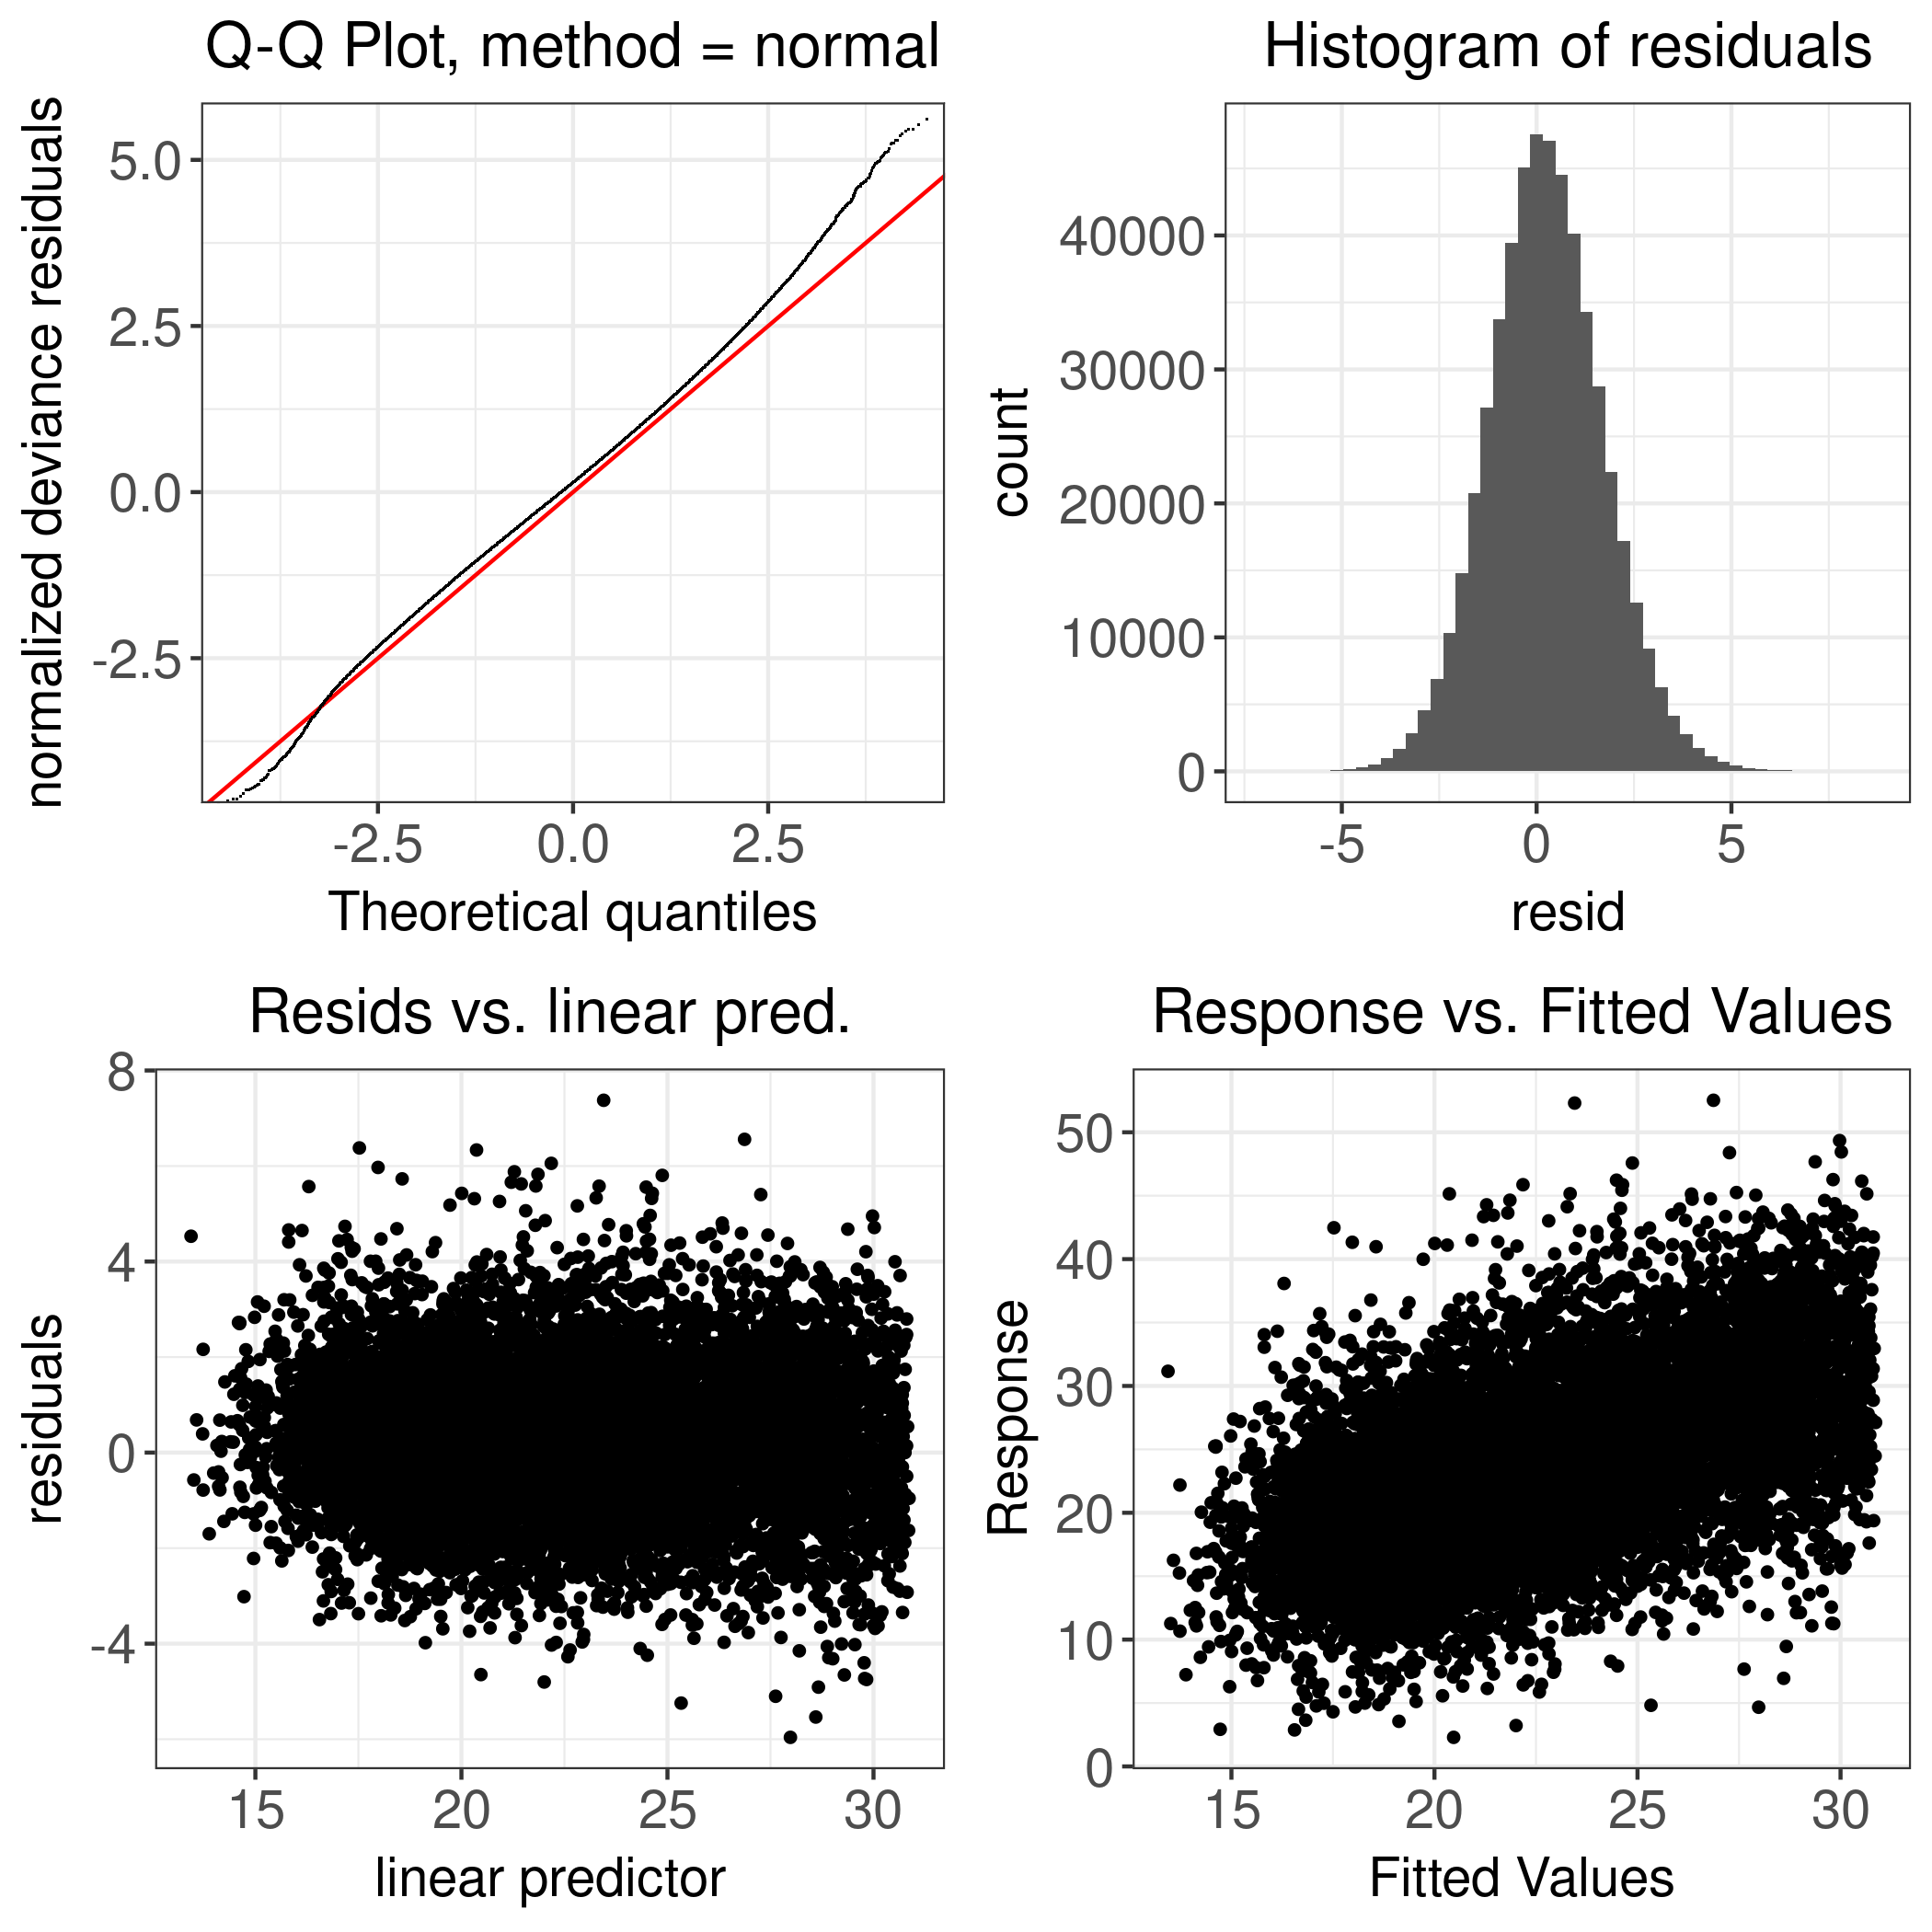 Q-Q Plot, method = normal
normalized deviance residuals
5.0
2.5
0.0
-2.5
-2.5
0.0
2.5
Theoretical quantiles
Histogram of residuals
count
40000
30000
20000
10000
0
-5
0
5
resid
Resids vs. linear pred.
residuals
8
4
0
-4
15
20
25
30
linear predictor
Response vs. Fitted Values
Response
50
40
30
20
10
0
15
20
25
30
Fitted Values